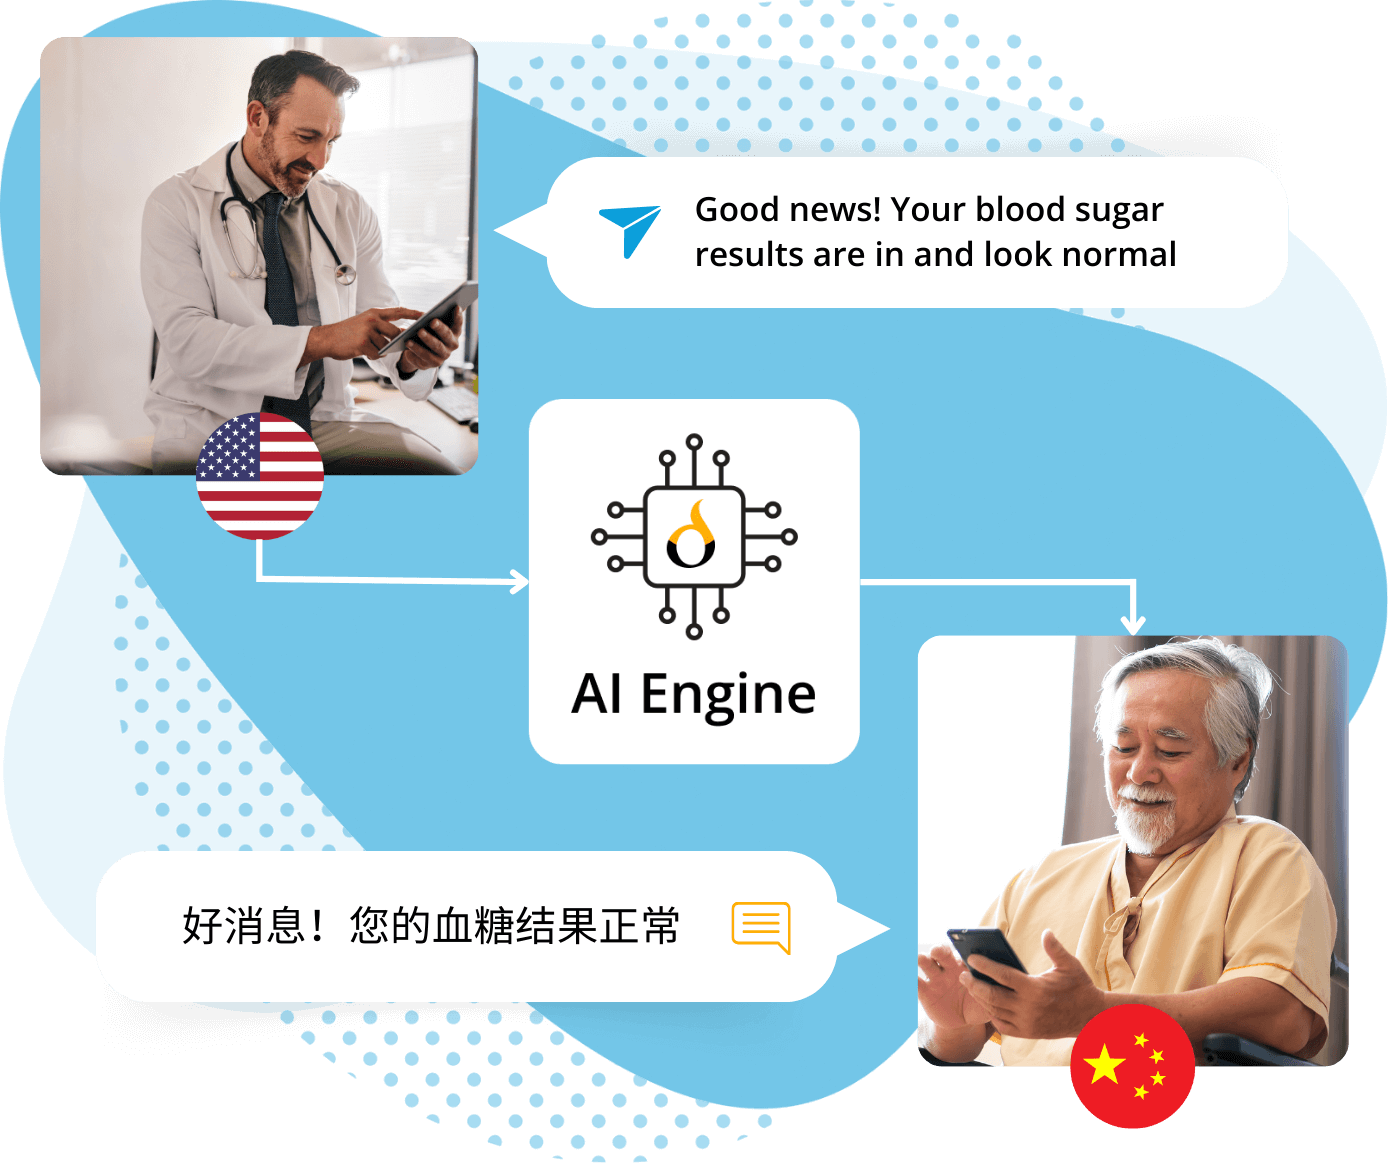 Good news! Your blood sugar
results are in and look normal
AI Engine
好消息！您的血糖结果正常